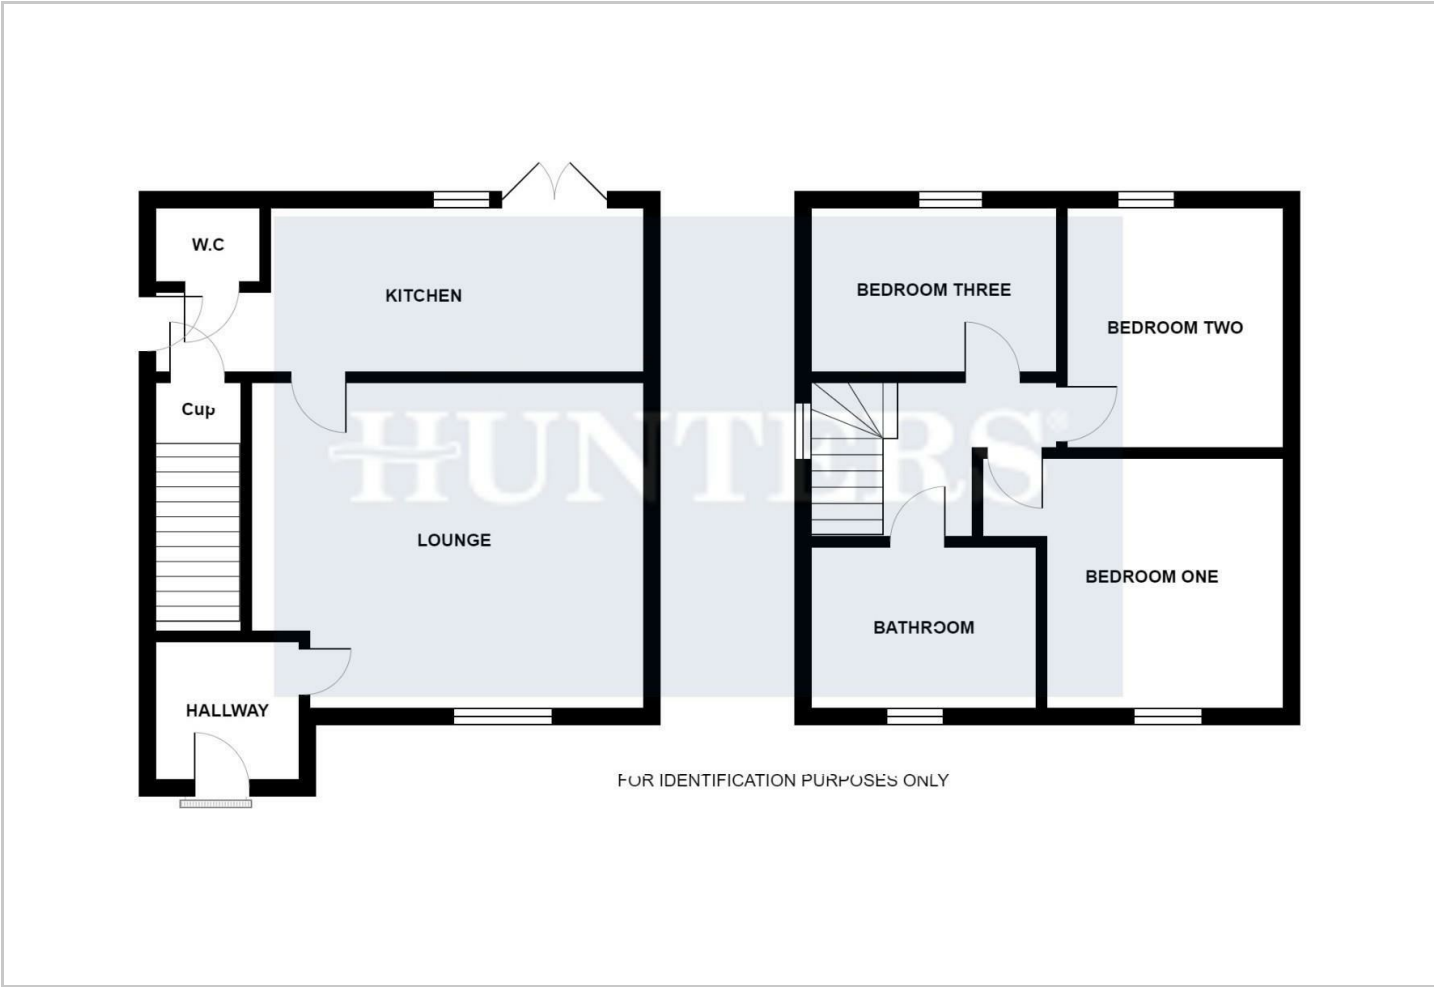 W.C
KITCHEN
Cup
LOUNGE
HALLWAY
BEDROOM THREE
BEDROOM TWO
BEDROOM ONE
BATHROOM
HUNTERS®
FOR IDENTIFICATION PURPOSES ONLY